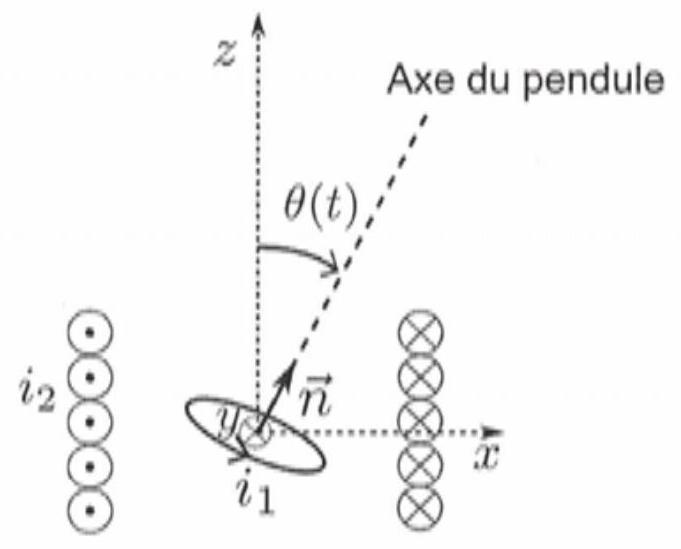 z
Axe du pendule
θ(t)
i₂
n⃗
y
x
i₁